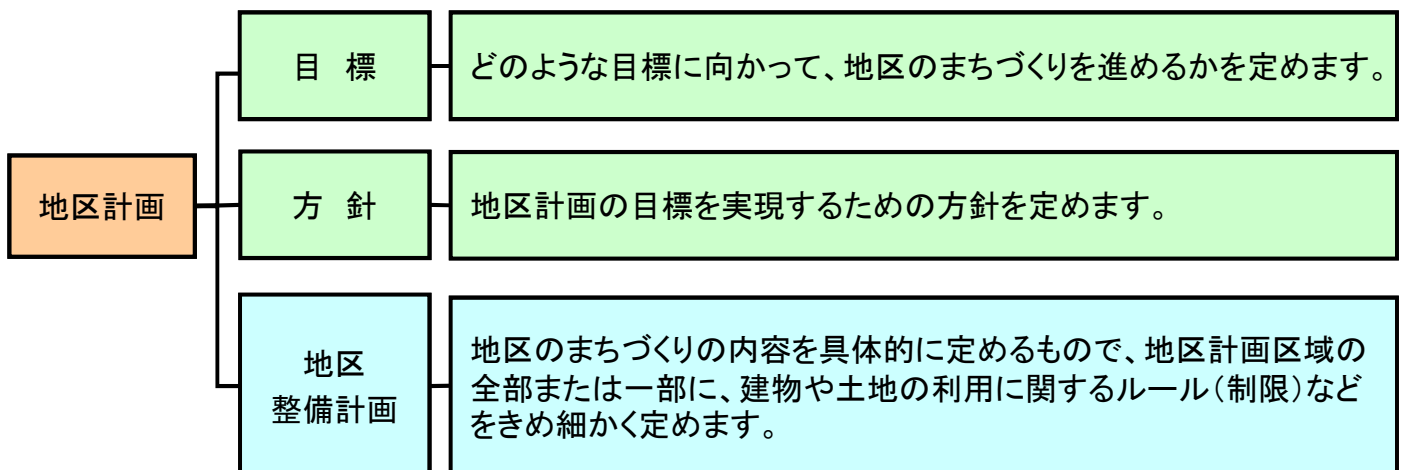 目　標
どのような目標に向かって、地区のまちづくりを進めるかを定めます。
地区計画
方　針
地区計画の目標を実現するための方針を定めます。
地区
整備計画
地区のまちづくりの内容を具体的に定めるもので、地区計画区域の
全部または一部に、建物や土地の利用に関するルール（制限）など
をきめ細かく定めます。